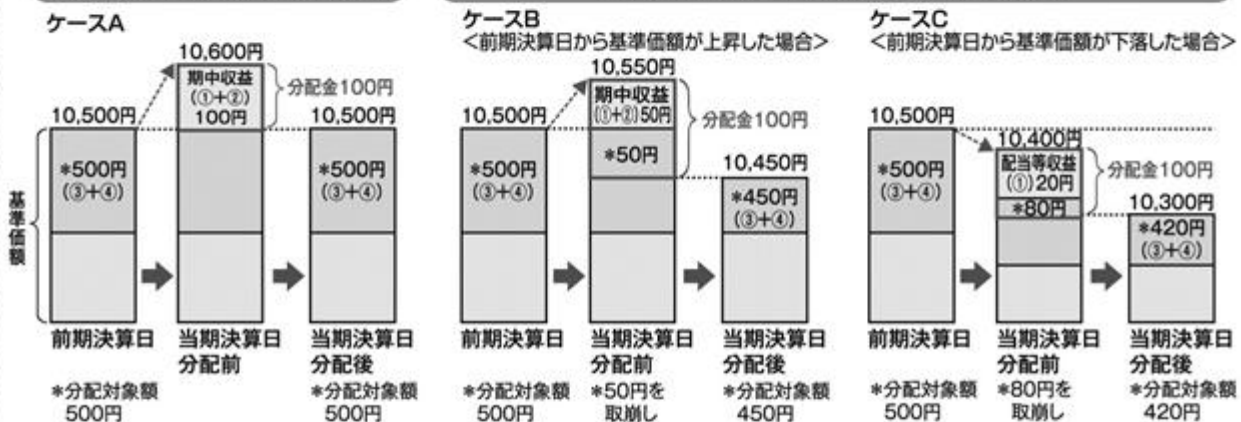 ケースA
10,600円
期中収益
(①+②)
100円
分配金100円
10,500円
10,500円
*500円
(③+④)
*500円
(③+④)
基準価額
前期決算日
当期決算日
分配前
当期決算日
分配後
*分配対象額
500円
*分配対象額
500円
ケースB
<前期決算日から基準価額が上昇した場合>
10,550円
期中収益
(①+②)50円
分配金100円
10,500円
*500円
(③+④)
*50円
10,450円
*450円
(③+④)
前期決算日
当期決算日
分配前
当期決算日
分配後
*分配対象額
500円
*50円を
取崩し
*分配対象額
450円
ケースC
<前期決算日から基準価額が下落した場合>
10,500円
10,400円
配当等収益
(①)20円
分配金100円
*500円
(③+④)
*80円
10,300円
*420円
(③+④)
前期決算日
当期決算日
分配前
当期決算日
分配後
*分配対象額
500円
*80円を
取崩し
*分配対象額
420円